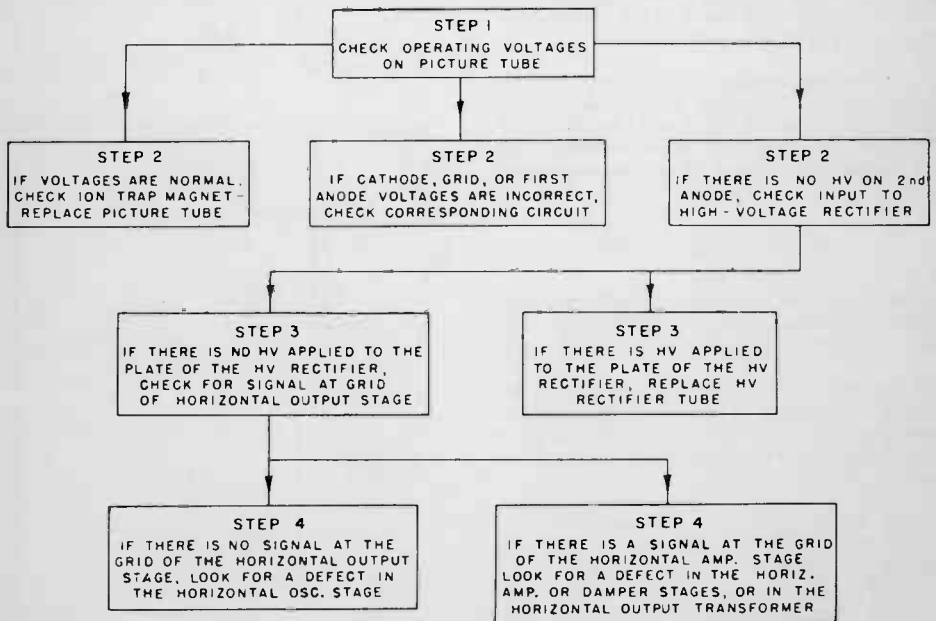 STEP 1
CHECK OPERATING VOLTAGES
ON PICTURE TUBE
STEP 2
IF VOLTAGES ARE NORMAL,
CHECK ION TRAP MAGNET-
REPLACE PICTURE TUBE
STEP 2
IF CATHODE, GRID, OR FIRST
ANODE VOLTAGES ARE INCORRECT,
CHECK CORRESPONDING CIRCUIT
STEP 2
IF THERE IS NO HV ON 2nd
ANODE, CHECK INPUT TO
HIGH-VOLTAGE RECTIFIER
STEP 3
IF THERE IS NO HV APPLIED TO THE
PLATE OF THE HV RECTIFIER,
CHECK FOR SIGNAL AT GRID
OF HORIZONTAL OUTPUT STAGE
STEP 3
IF THERE IS HV APPLIED
TO THE PLATE OF THE HV
RECTIFIER, REPLACE HV
RECTIFIER TUBE
STEP 4
IF THERE IS NO SIGNAL AT THE
GRID OF THE HORIZONTAL OUTPUT
STAGE, LOOK FOR A DEFECT IN
THE HORIZONTAL OSC. STAGE
STEP 4
IF THERE IS A SIGNAL AT THE GRID
OF THE HORIZONTAL AMP. STAGE
LOOK FOR A DEFECT IN THE HORIZ.
AMP. OR DAMPER STAGES, OR IN THE
HORIZONTAL OUTPUT TRANSFORMER